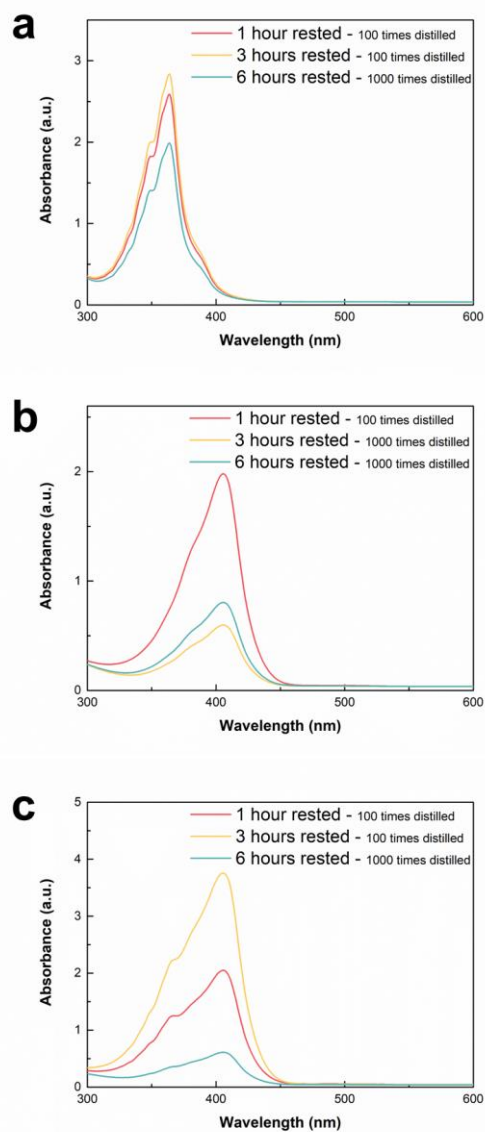 a
1 hour rested - 100 times distilled
3 hours rested - 100 times distilled
6 hours rested - 1000 times distilled
3
2
1
0
Absorbance (a.u.)
300
400
500
600
Wavelength (nm)
b
1 hour rested - 100 times distilled
3 hours rested - 1000 times distilled
6 hours rested - 1000 times distilled
2
1
0
Absorbance (a.u.)
300
400
500
600
Wavelength (nm)
c
1 hour rested - 100 times distilled
3 hours rested - 100 times distilled
6 hours rested - 1000 times distilled
5
4
3
2
1
0
Absorbance (a.u.)
300
400
500
600
Wavelength (nm)